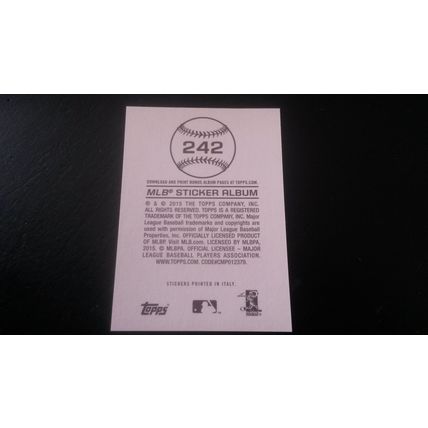 242
DOWNLOAD AND PRINT BONUS ALBUM PAGES AT TOPPS.COM.
MLB® STICKER ALBUM
® & © 2015 THE TOPPS COMPANY, INC.
ALL RIGHTS RESERVED. TOPPS IS A REGISTERED
TRADEMARK OF THE TOPPS COMPANY, INC. Major
League Baseball trademarks and copyrights are
used with permission of Major League Baseball
Properties, Inc. OFFICIALLY LICENSED PRODUCT
OF MLBP. Visit MLB.com. LICENSED BY MLBPA,
2015. © MLBPA. OFFICIAL LICENSEE – MAJOR
LEAGUE BASEBALL PLAYERS ASSOCIATION.
WWW.TOPPS.COM. CODE#CMP012379.
STICKERS PRINTED IN ITALY.
Topps